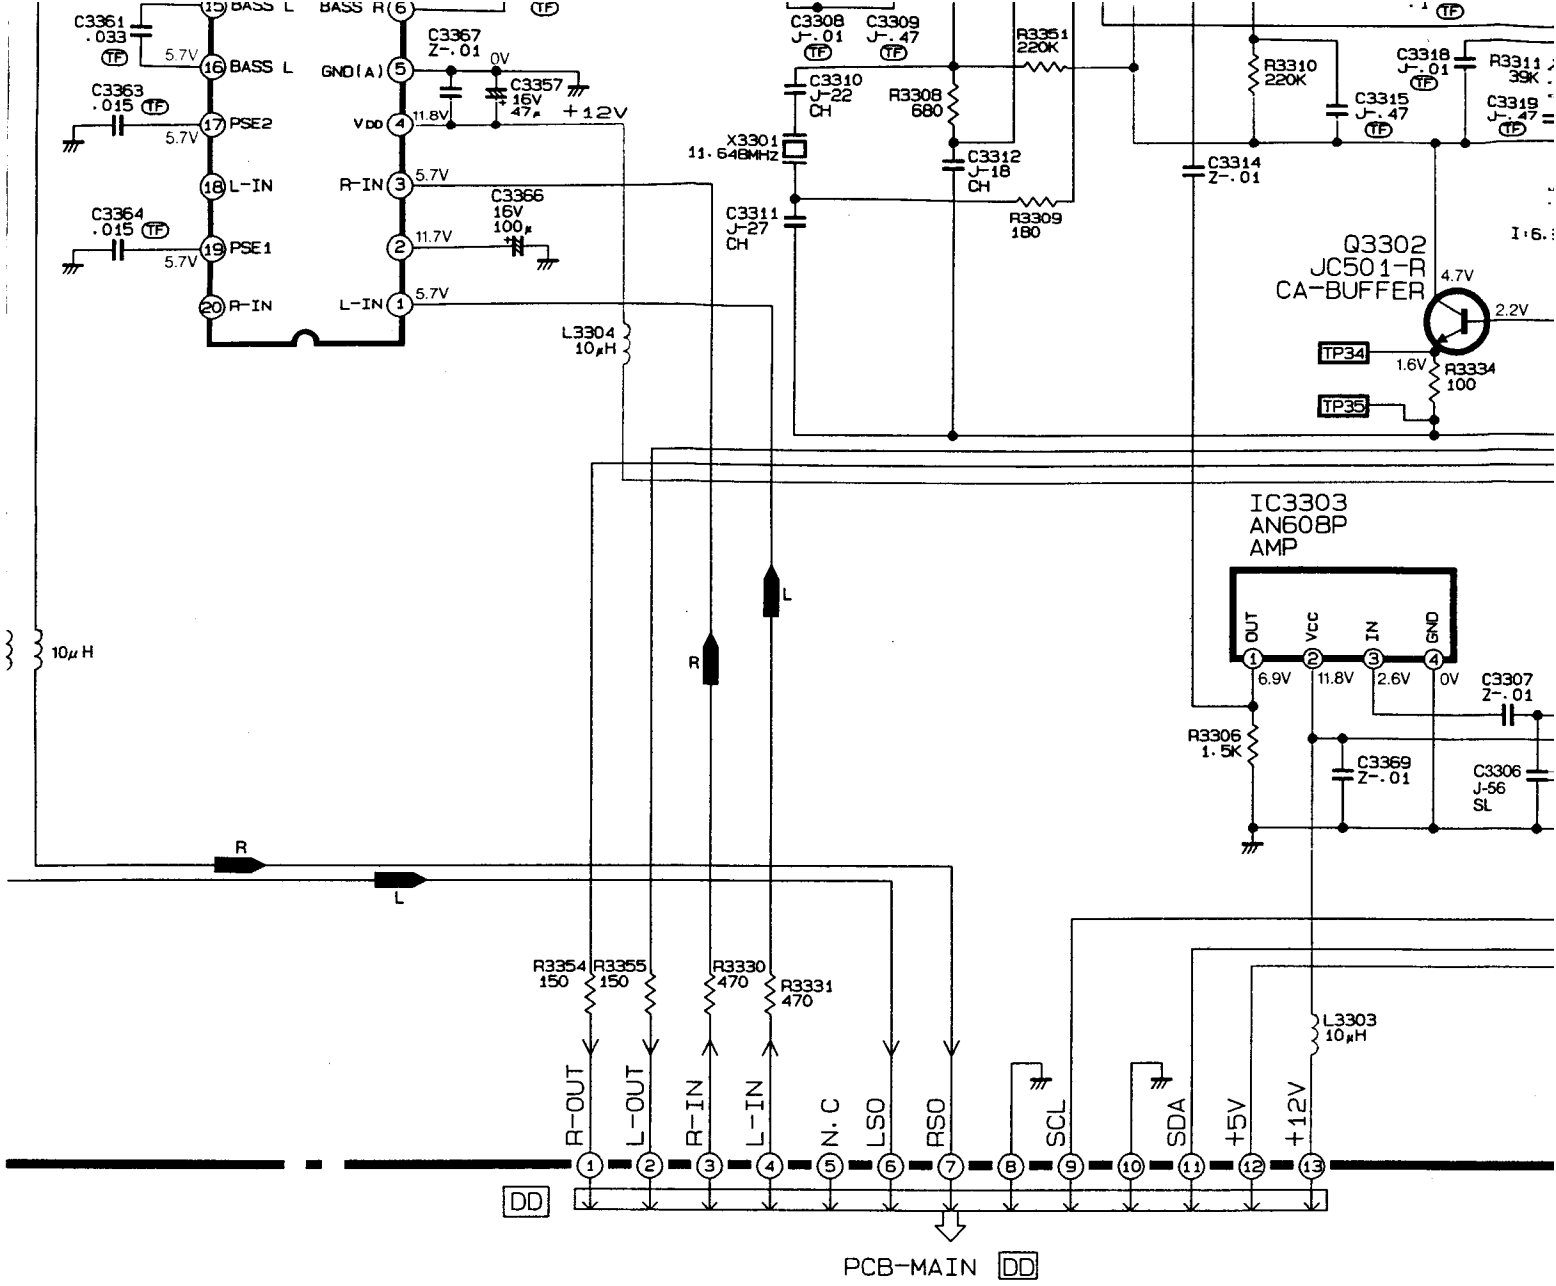 15 BASS L
BASS R 6
TF
C3361
.033
TF
5.7V
16 BASS L
GND(A) 5
C3367
Z-.01
0V
C3357
16V
47µ
+12V
C3363
.015 TF
5.7V
17 PSE2
VDD 4
11.8V
18 L-IN
R-IN 3
5.7V
C3366
16V
100µ
C3364
.015 TF
5.7V
19 PSE1
2
11.7V
20 R-IN
L-IN 1
5.7V
L3304
10µH
C3308
J-.01
TF
C3309
J-.47
TF
R3351
220K
C3310
J-22
CH
R3308
680
X3301
11.648MHZ
C3312
J-18
CH
C3311
J-27
CH
R3309
180
TF
R3310
220K
C3318
J-.01
TF
R3311
39K
C3315
J-.47
TF
C3319
J-.47
TF
C3314
Z-.01
I:6.
Q3302
JC501-R
CA-BUFFER
4.7V
2.2V
TP34
1.6V
R3334
100
TP35
IC3303
AN608P
AMP
OUT
VCC
IN
GND
1
2
3
4
6.9V
11.8V
2.6V
0V
C3307
Z-.01
R3306
1.5K
C3369
Z-.01
C3306
J-56
SL
L
R
10µH
R
L
R3354
150
R3355
150
R3330
470
R3331
470
L3303
10µH
R-OUT
L-OUT
R-IN
L-IN
N.C
LSO
RSO
SCL
SDA
+5V
+12V
1
2
3
4
5
6
7
8
9
10
11
12
13
DD
PCB-MAIN DD